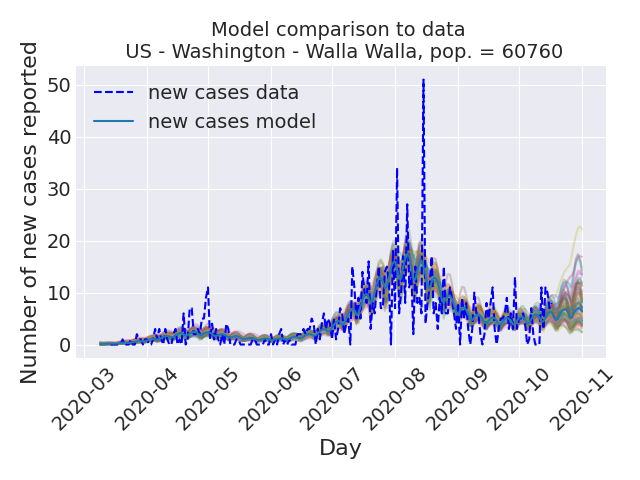 Model comparison to data
US - Washington - Walla Walla, pop. = 60760
Number of new cases reported
50
40
30
20
10
0
new cases data
new cases model
2020-03
2020-04
2020-05
2020-06
2020-07
2020-08
2020-09
2020-10
2020-11
Day